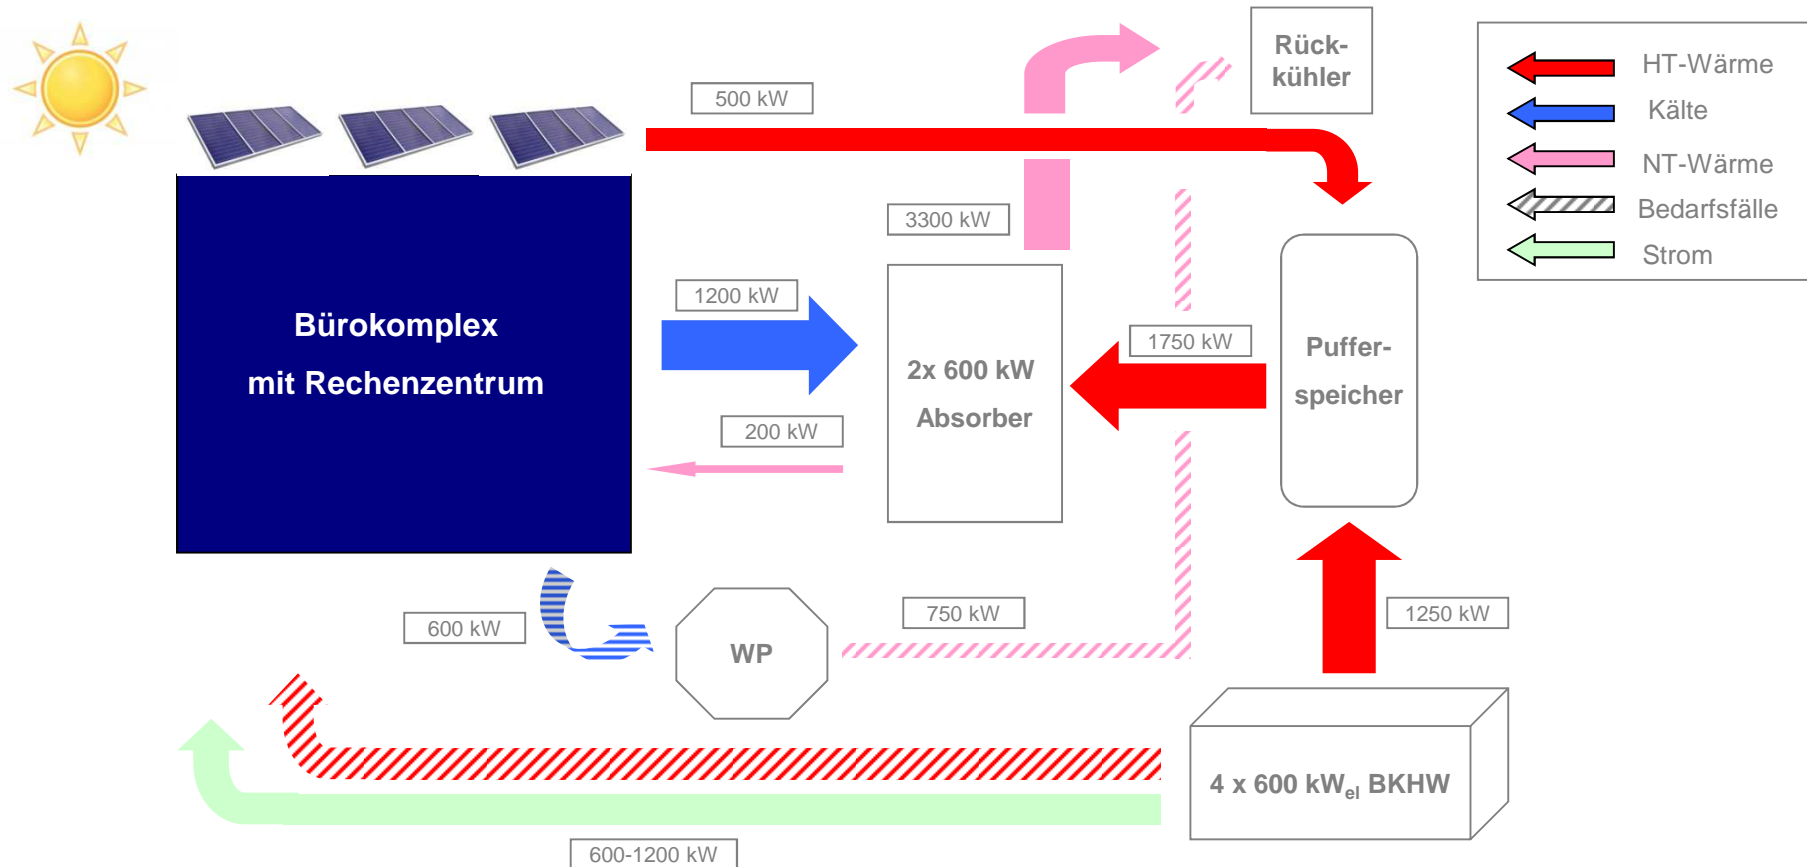 Rück-
kühler
HT-Wärme
Kälte
NT-Wärme
Bedarfsfälle
Strom
500 kW
3300 kW
1200 kW
1750 kW
Bürokomplex
mit Rechenzentrum
2x 600 kW
Absorber
Puffer-
speicher
200 kW
600 kW
WP
750 kW
1250 kW
4 x 600 kWel BKHW
600-1200 kW